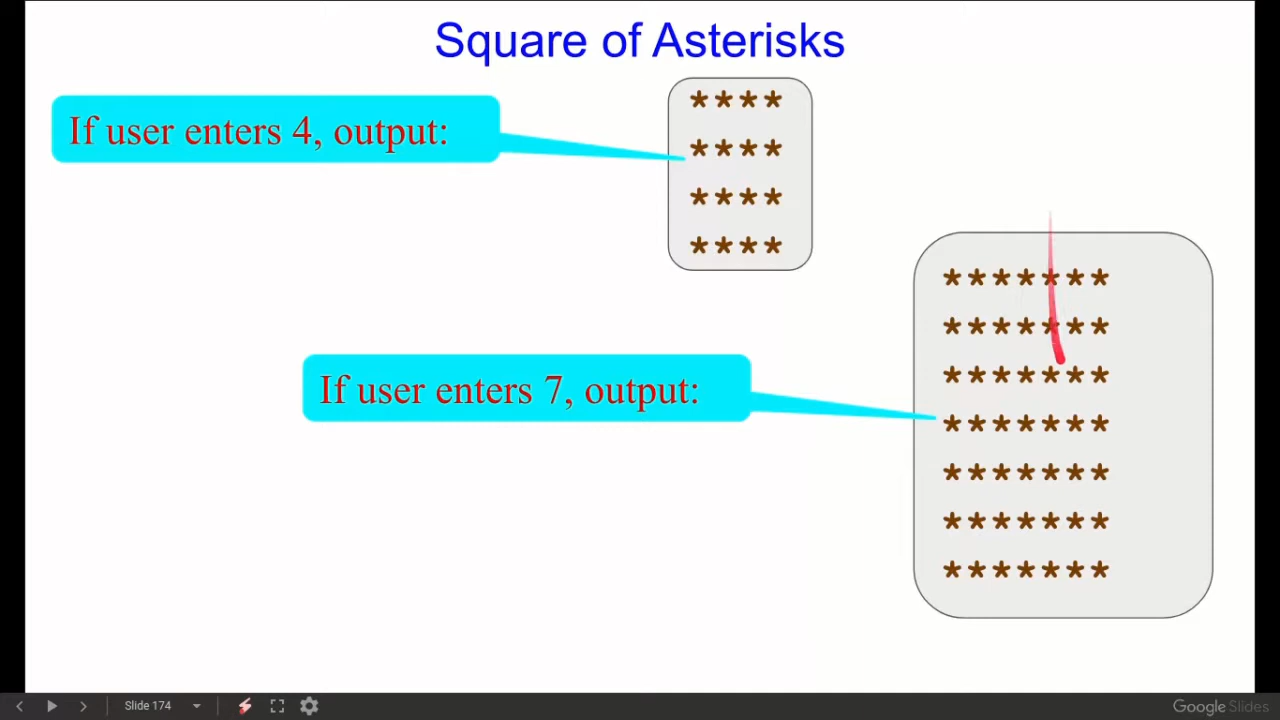 Square of Asterisks
If user enters 4, output:
****
****
****
****
If user enters 7, output:
*******
*******
*******
*******
*******
*******
*******
Slide 174
Google Slides